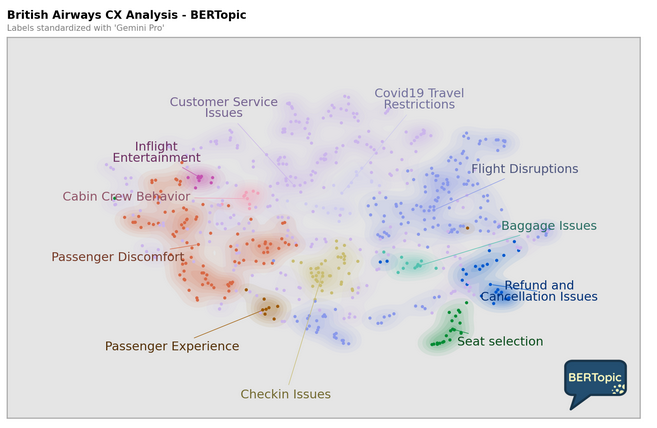 British Airways CX Analysis - BERTopic
Labels standardized with 'Gemini Pro'
Customer Service
Issues
Covid19 Travel
Restrictions
Inflight
Entertainment
Flight Disruptions
Cabin Crew Behavior
Baggage Issues
Passenger Discomfort
Refund and
Cancellation Issues
Passenger Experience
Seat selection
Checkin Issues
BERTopic